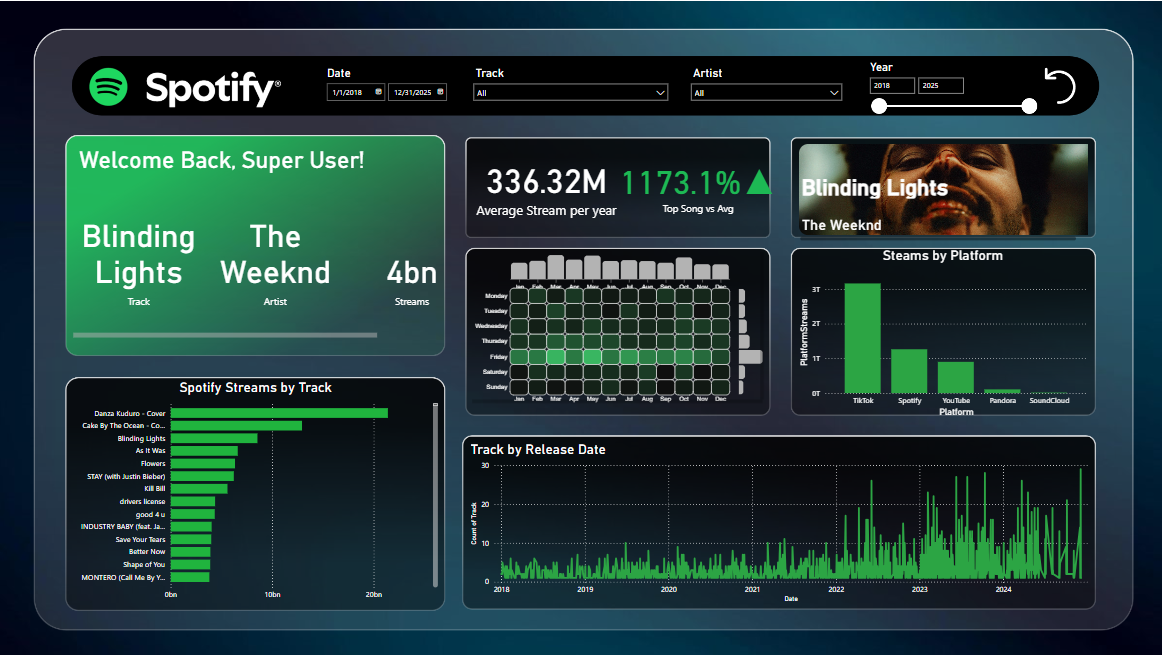 Spotify®
Date
1/1/2018
12/31/2025
Track
All
Artist
All
Year
2018
2025
Welcome Back, Super User!
Blinding
Lights
Track
The
Weeknd
Artist
4bn
Streams
336.32M
Average Stream per year
1173.1%
Top Song vs Avg
Blinding Lights
The Weeknd
Jan Feb Mar Apr May Jun Jul Aug Sep Oct Nov Dec
Monday
Tuesday
Wednesday
Thursday
Friday
Saturday
Sunday
Jan Feb Mar Apr May Jun Jul Aug Sep Oct Nov Dec
Steams by Platform
PlatformStreams
3T
2T
1T
0T
TikTok Spotify YouTube Pandora SoundCloud
Platform
Spotify Streams by Track
Danza Kuduro - Cover
Cake By The Ocean - Co...
Blinding Lights
As It Was
Flowers
STAY (with Justin Bieber)
Kill Bill
drivers license
good 4 u
INDUSTRY BABY (feat. Ja...
Save Your Tears
Better Now
Shape of You
MONTERO (Call Me By Y...
0bn 10bn 20bn
Track by Release Date
Count of Track
30
20
10
0
2018 2019 2020 2021 2022 2023 2024
Date